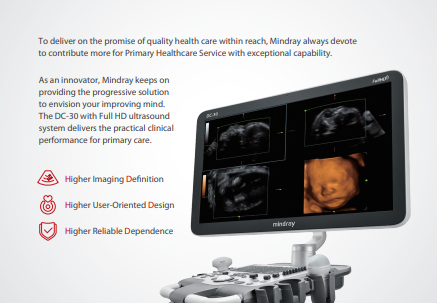 To deliver on the promise of quality health care within reach, Mindray always devote
to contribute more for Primary Healthcare Service with exceptional capability.
As an innovator, Mindray keeps on
providing the progressive solution
to envision your improving mind.
The DC-30 with Full HD ultrasound
system delivers the practical clinical
performance for primary care.
Higher Imaging Definition
Higher User-Oriented Design
Higher Reliable Dependence
DC-30
FullHD
mindray